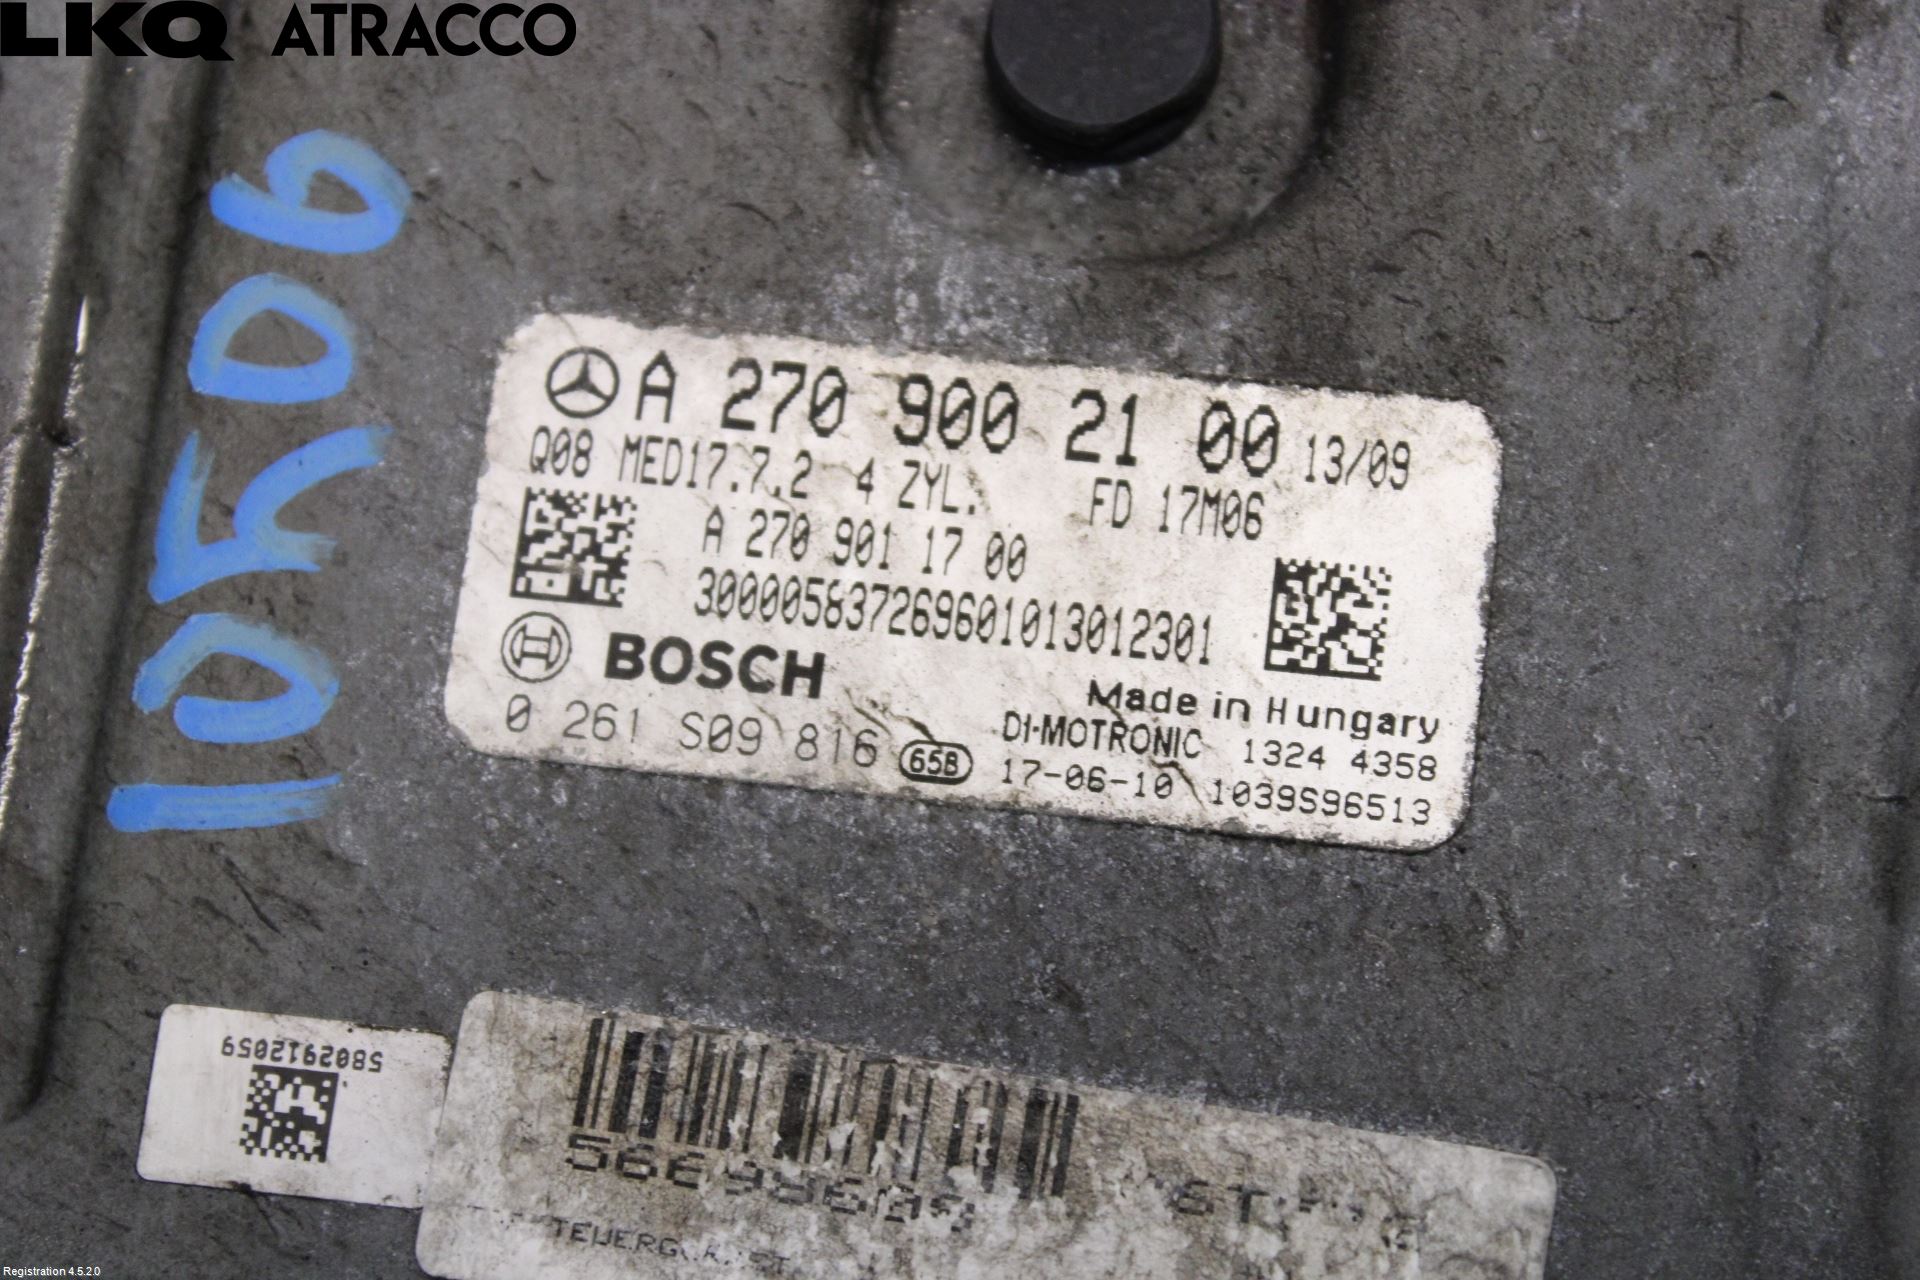 LKQ ATRACCO
10506
A 270 900 21 00 13/09
Q08 MED17.7.2 4 ZYL. FD 17M06
A 270 901 17 00
300005837269601013012301
BOSCH
Made in Hungary
0 261 S09 816 65B DI-MOTRONIC 1324 4358
17-06-10 1039S96513
5802912059
Registration 4.5.2.0